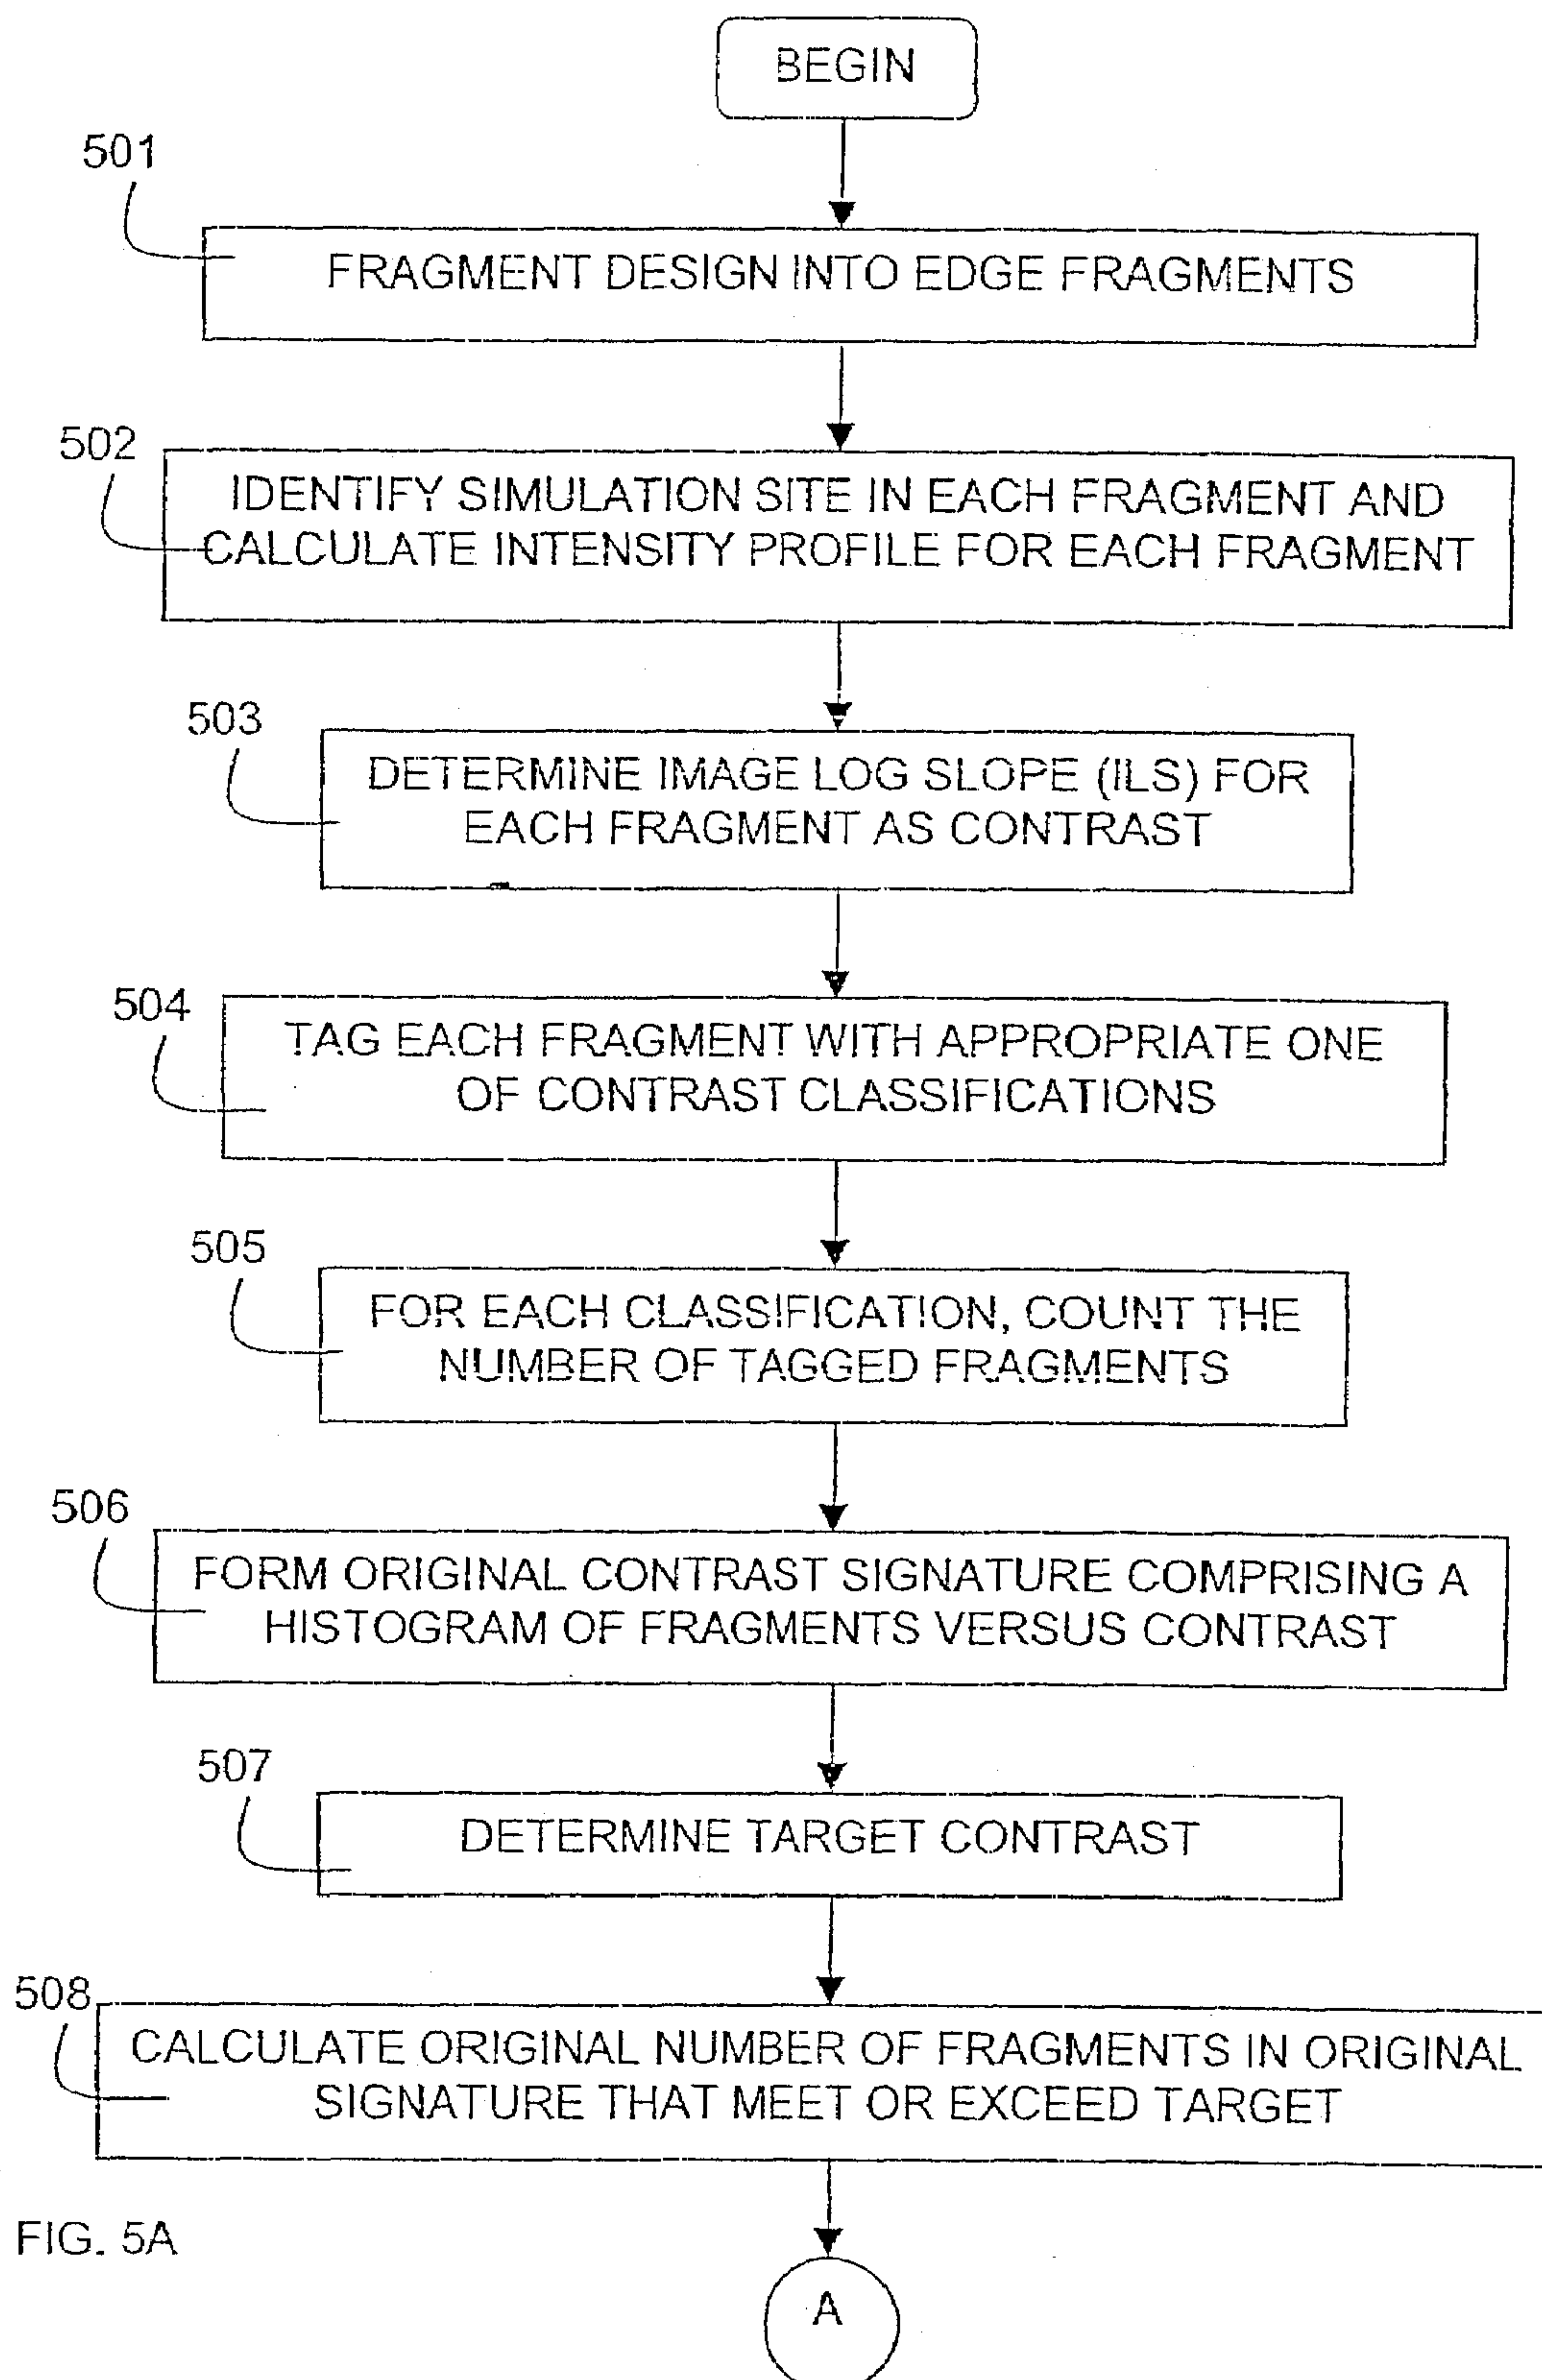 BEGIN
501
FRAGMENT DESIGN INTO EDGE FRAGMENTS
502
IDENTIFY SIMULATION SITE IN EACH FRAGMENT AND
CALCULATE INTENSITY PROFILE FOR EACH FRAGMENT
503
DETERMINE IMAGE LOG SLOPE (ILS) FOR
EACH FRAGMENT AS CONTRAST
504
TAG EACH FRAGMENT WITH APPROPRIATE ONE
OF CONTRAST CLASSIFICATIONS
505
FOR EACH CLASSIFICATION, COUNT THE
NUMBER OF TAGGED FRAGMENTS
506
FORM ORIGINAL CONTRAST SIGNATURE COMPRISING A
HISTOGRAM OF FRAGMENTS VERSUS CONTRAST
507
DETERMINE TARGET CONTRAST
508
CALCULATE ORIGINAL NUMBER OF FRAGMENTS IN ORIGINAL
SIGNATURE THAT MEET OR EXCEED TARGET
FIG. 5A
A